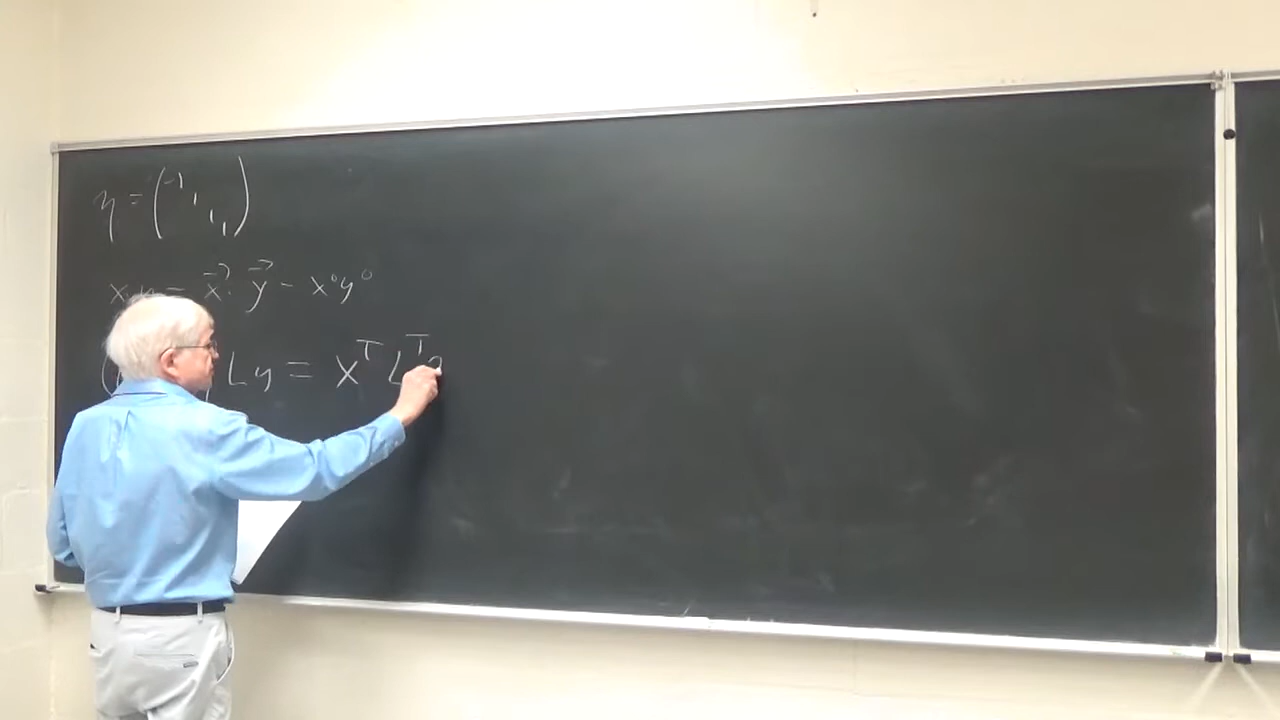 η = (-1 1 1 1)
x · y = x⃗ · y⃗ - x⁰y⁰
( Ly = xᵀ Lᵀ